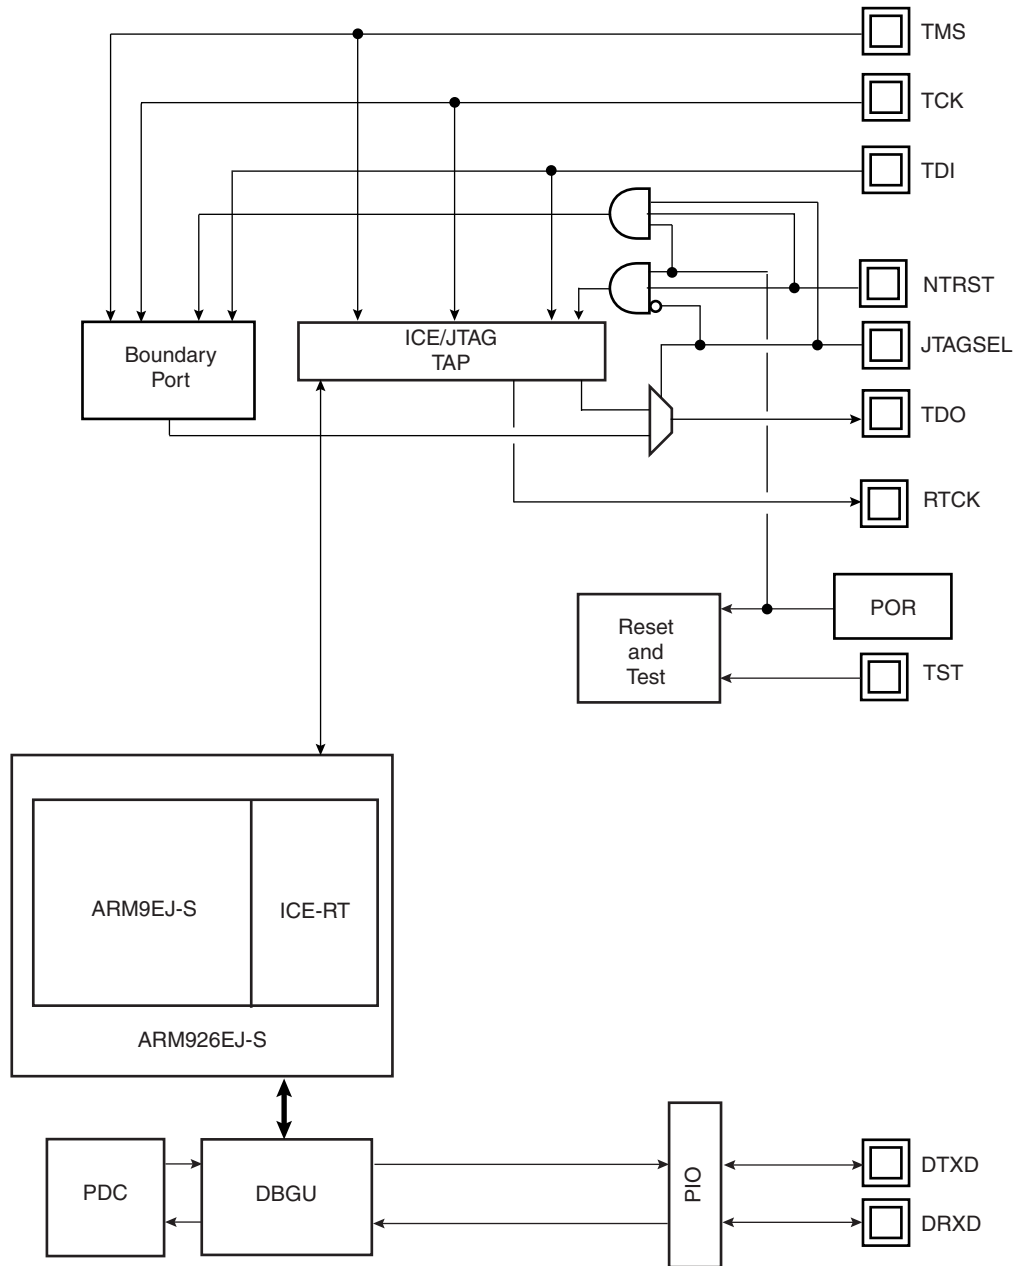 TMS
TCK
TDI
NTRST
JTAGSEL
TDO
RTCK
Boundary
Port
ICE/JTAG
TAP
POR
Reset
and
Test
TST
ARM9EJ-S
ICE-RT
ARM926EJ-S
PDC
DBGU
PIO
DTXD
DRXD